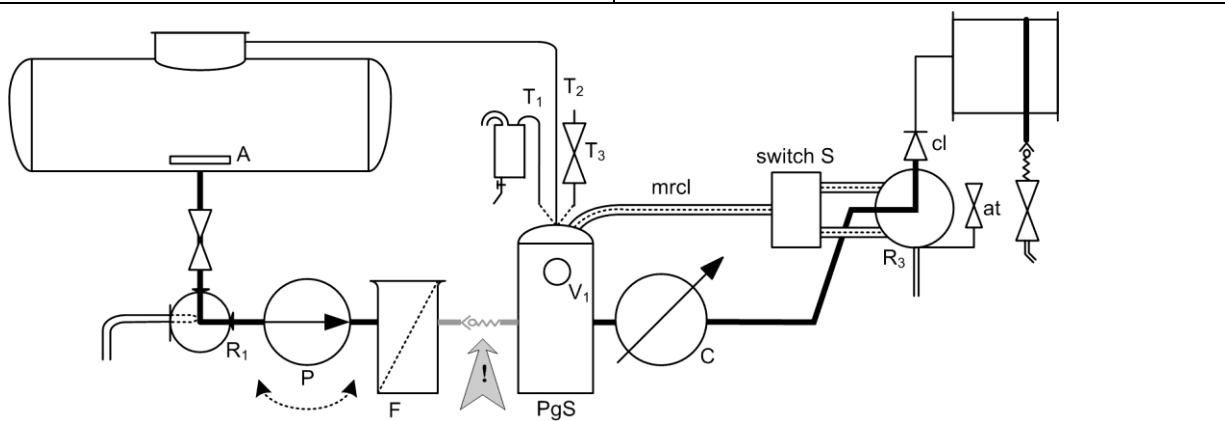 T₁
T₂
T₃
A
switch S
cl
mrcl
at
R₃
V₁
R₁
P
!
C
F
PgS